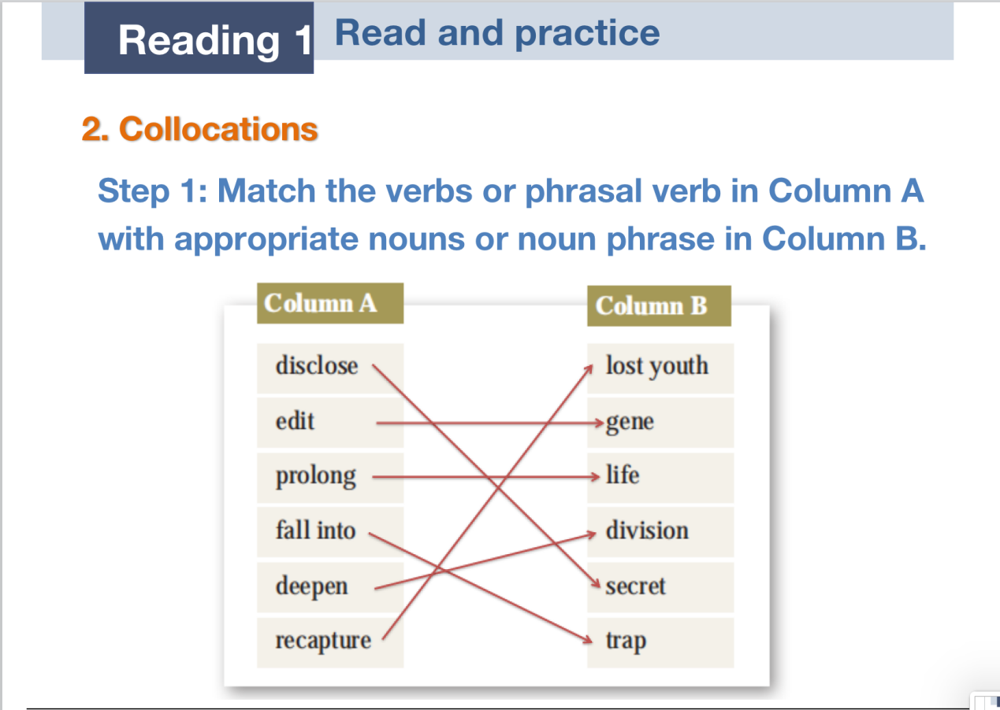 Reading 1 Read and practice
2. Collocations
Step 1: Match the verbs or phrasal verb in Column A
with appropriate nouns or noun phrase in Column B.
Column A Column B
disclose lost youth
edit gene
prolong life
fall into division
deepen secret
recapture trap